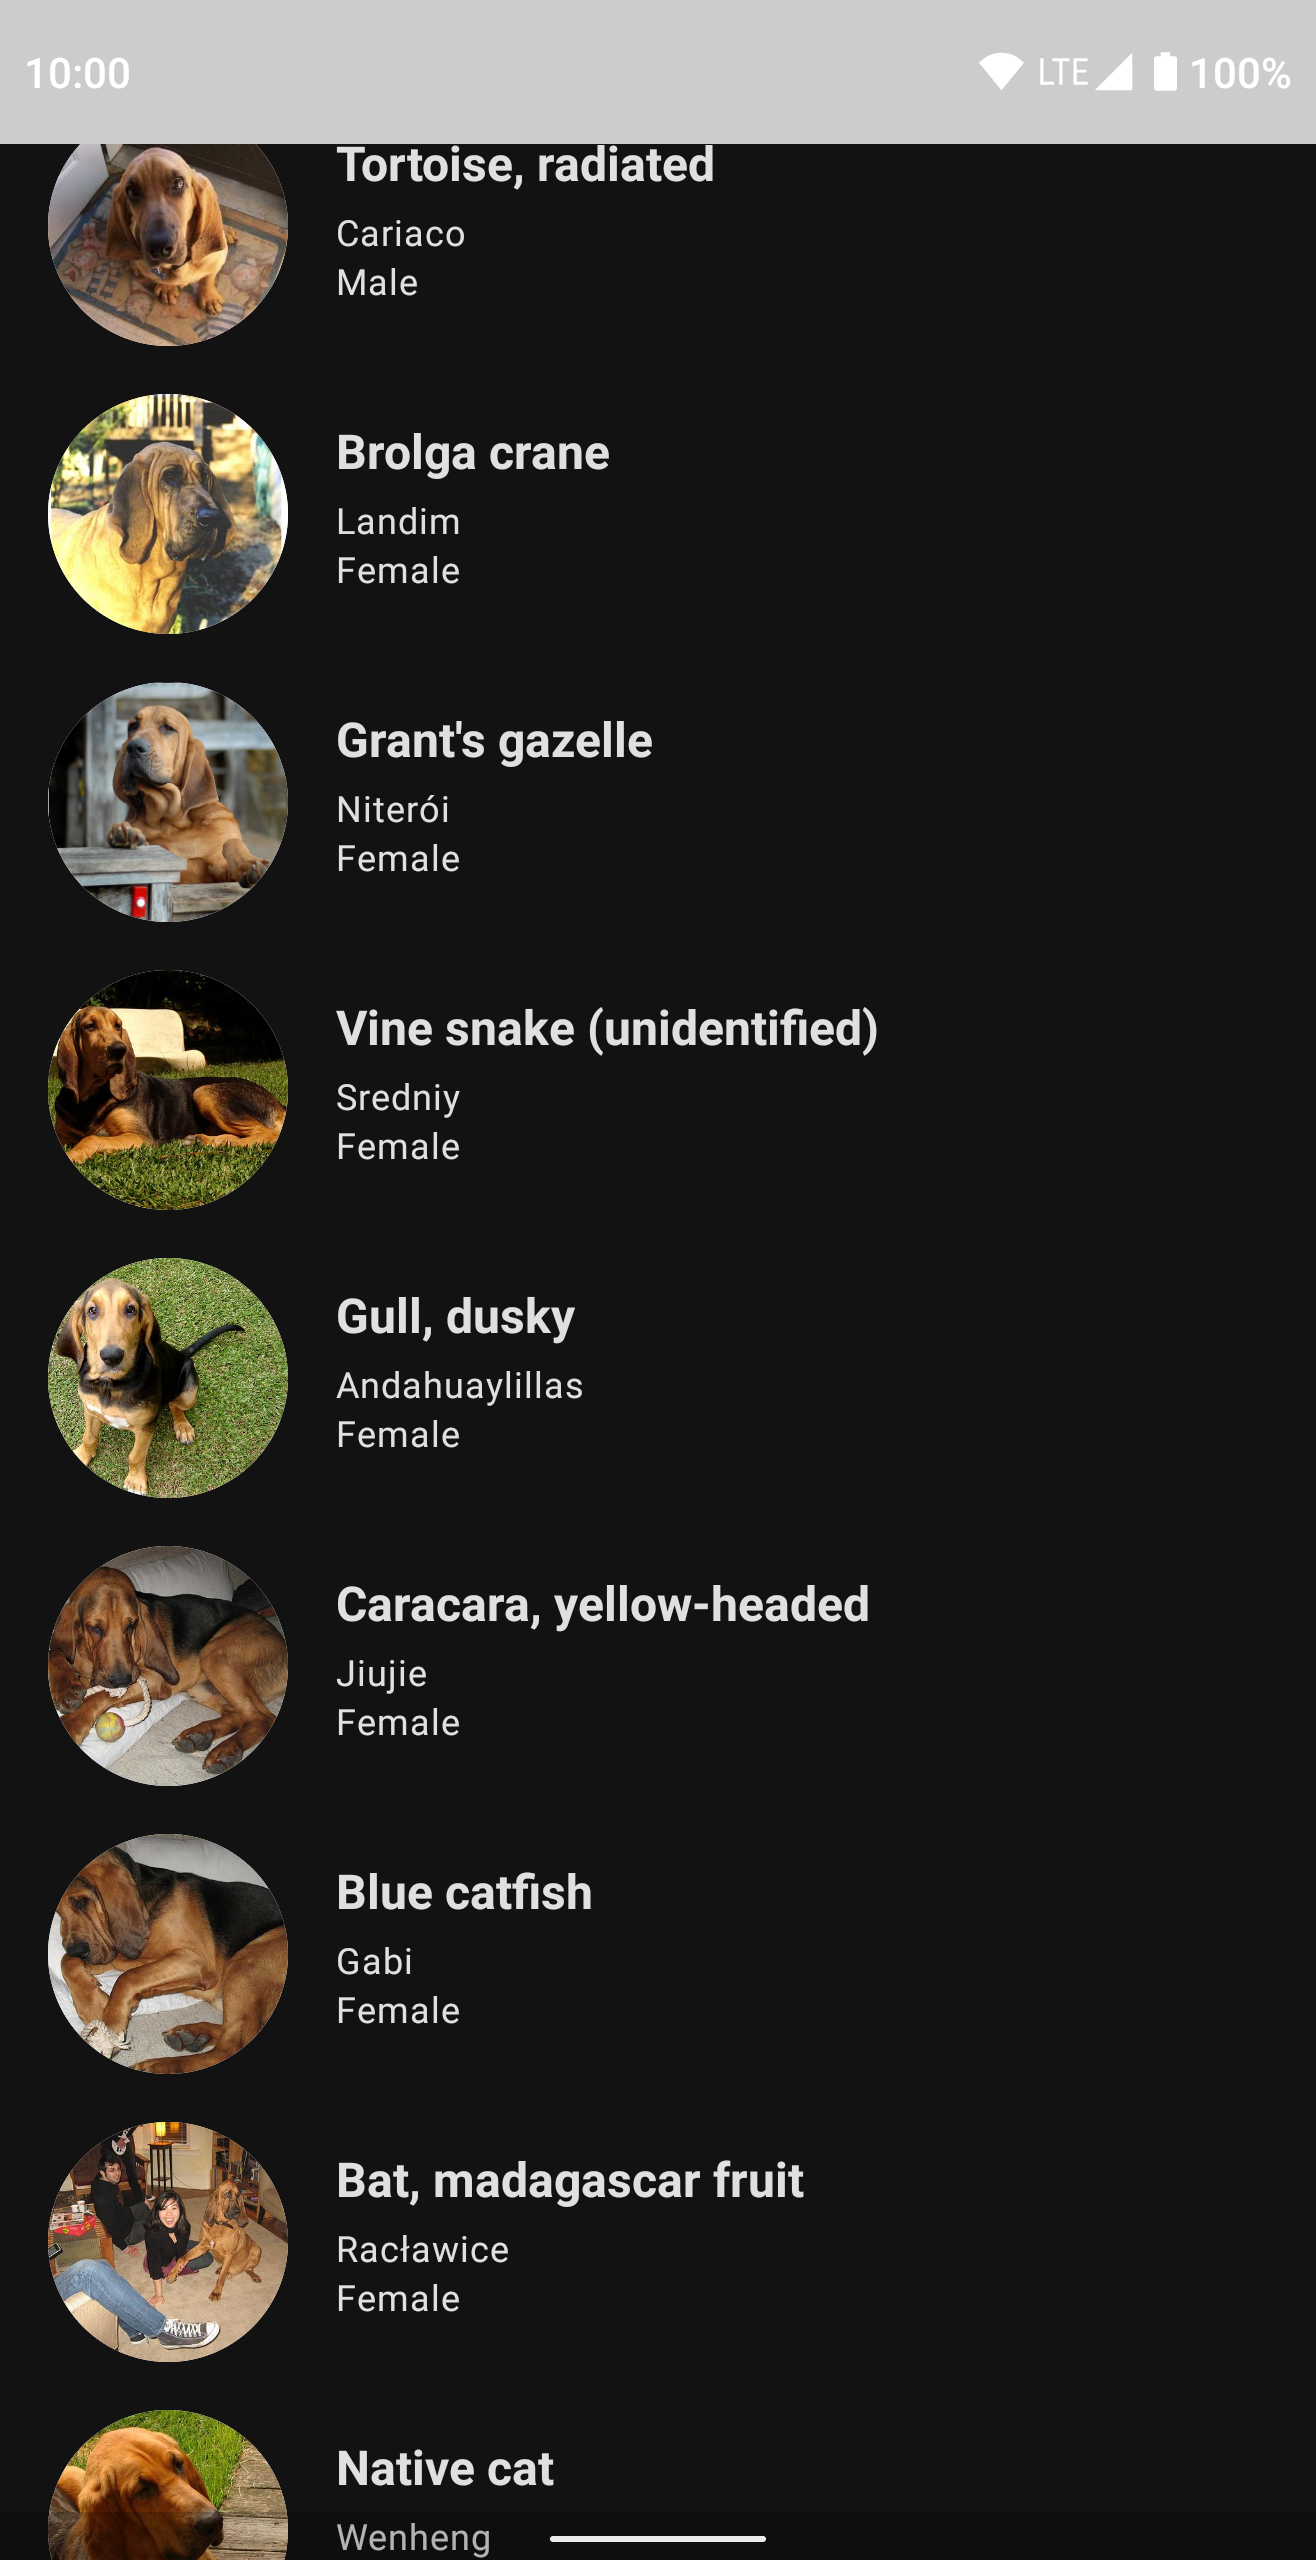 10:00 LTE 100%
Tortoise, radiated
Cariaco
Male
Brolga crane
Landim
Female
Grant's gazelle
Niterói
Female
Vine snake (unidentified)
Sredniy
Female
Gull, dusky
Andahuaylillas
Female
Caracara, yellow-headed
Jiujie
Female
Blue catfish
Gabi
Female
Bat, madagascar fruit
Racławice
Female
Native cat
Wenheng